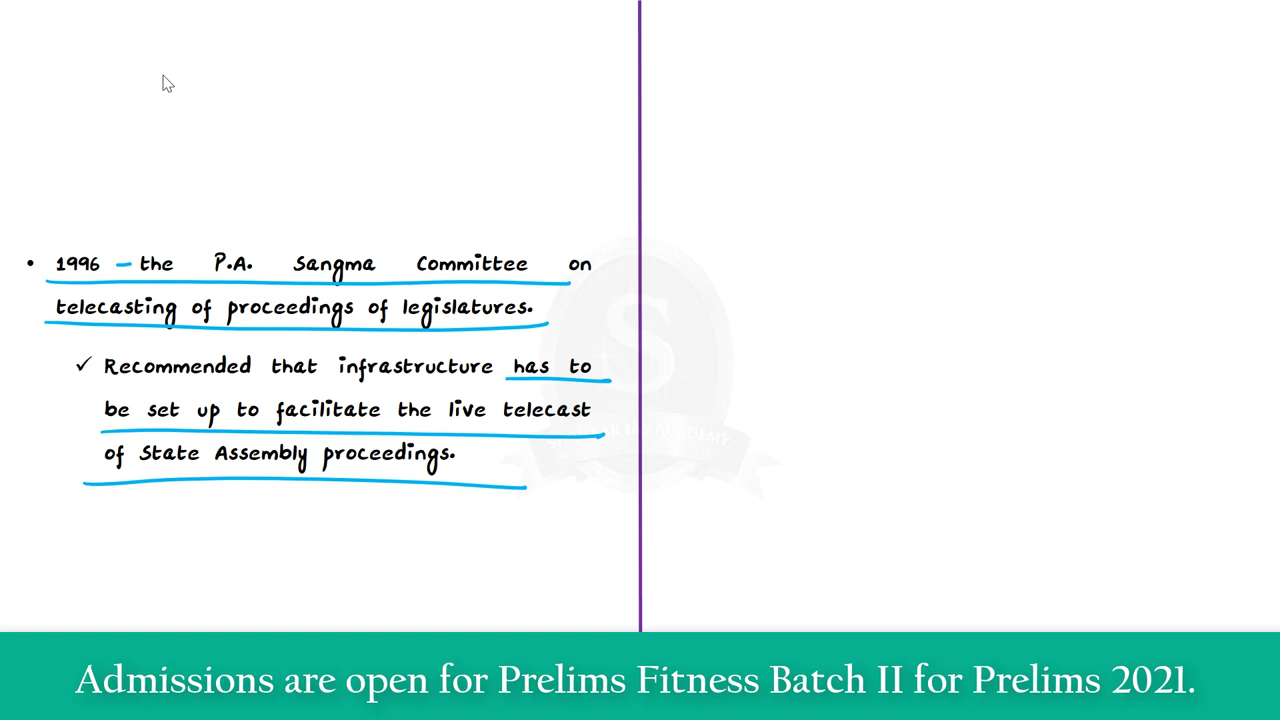 • 1996 – the P.A. Sangma Committee on
telecasting of proceedings of legislatures.
✓ Recommended that infrastructure has to
be set up to facilitate the live telecast
of State Assembly proceedings.
Admissions are open for Prelims Fitness Batch II for Prelims 2021.